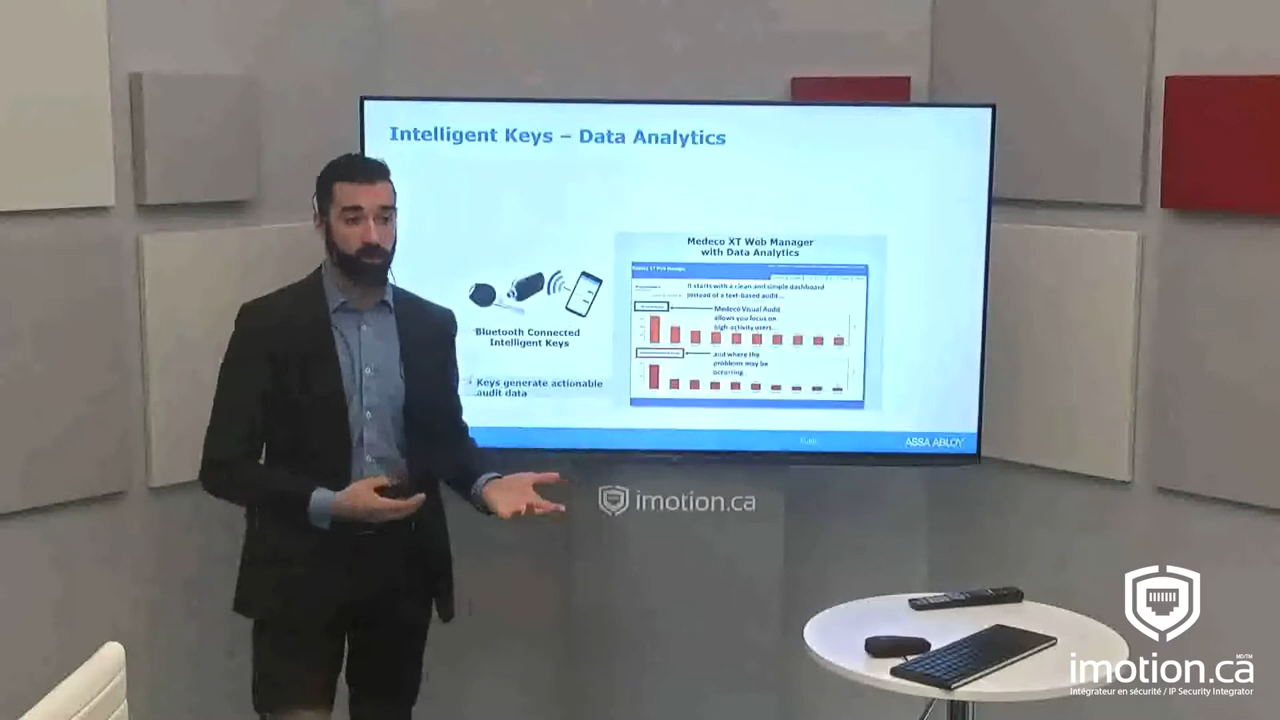 Intelligent Keys – Data Analytics
Medeco XT Web Manager
with Data Analytics
It starts with a clean and simple dashboard
instead of a text-based audit...
Medeco Visual Audit
allows you focus on
high-activity users...
and where the
problems may be
occurring...
Bluetooth Connected
Intelligent Keys
Keys generate actionable
audit data
ASSA ABLOY
imotion.ca
imotion.ca
MD/TM
Intégrateur en sécurité / IP Security Integrator